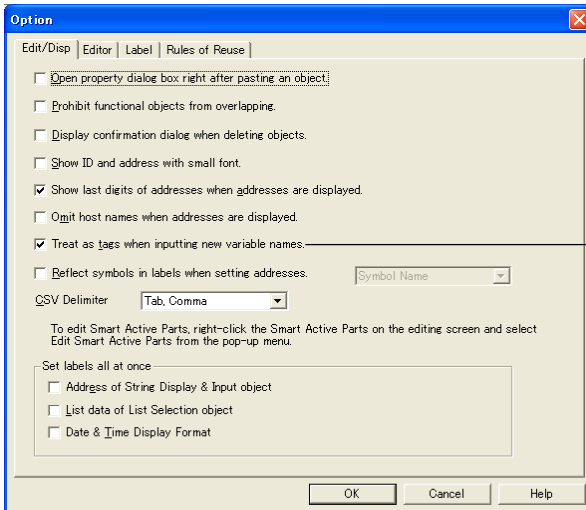 Option
Edit/Disp Editor Label Rules of Reuse
Open property dialog box right after pasting an object.
Prohibit functional objects from overlapping.
Display confirmation dialog when deleting objects.
Show ID and address with small font.
Show last digits of addresses when addresses are displayed.
Omit host names when addresses are displayed.
Treat as tags when inputting new variable names.
Reflect symbols in labels when setting addresses. Symbol Name
CSV Delimiter Tab, Comma
To edit Smart Active Parts, right-click the Smart Active Parts on the editing screen and select
Edit Smart Active Parts from the pop-up menu.
Set labels all at once
Address of String Display & Input object
List data of List Selection object
Date & Time Display Format
OK Cancel Help